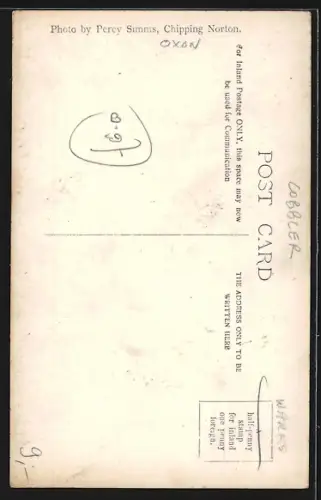 Photo by Percy Simms, Chipping Norton.
OXON
For Inland Postage ONLY, this space may now
be used for Communication
POST CARD
COBBLER
THE ADDRESS ONLY TO BE
WRITTEN HERE
half-penny
stamp
for inland
one penny
foreign.
9,-